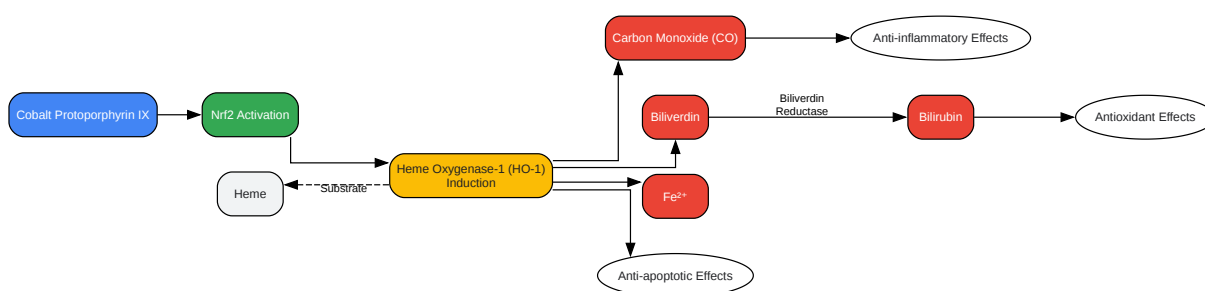 Carbon Monoxide (CO)
Anti-inflammatory Effects
Cobalt Protoporphyrin IX
Nrf2 Activation
Biliverdin
Biliverdin
Reductase
Bilirubin
Antioxidant Effects
Heme Oxygenase-1 (HO-1)
Induction
Heme
Substrate
Fe²⁺
Anti-apoptotic Effects